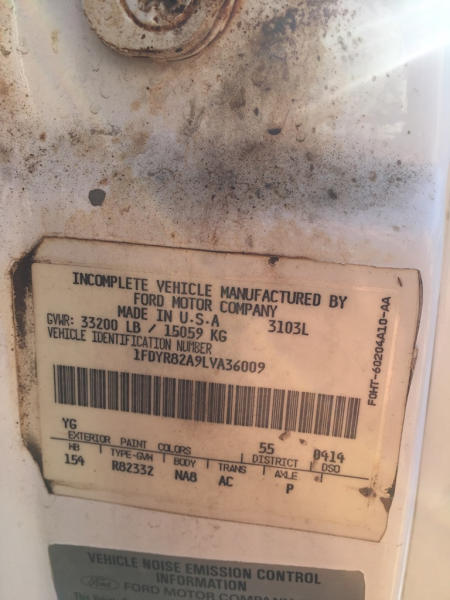 INCOMPLETE VEHICLE MANUFACTURED BY
FORD MOTOR COMPANY
MADE IN U.S.A 3103L
GVWR: 33200 LB / 15059 KG
VEHICLE IDENTIFICATION NUMBER
1FDYR82A9LVA36009
F0HT-60204A10-AA
YG 55 0414
EXTERIOR PAINT COLORS DISTRICT DSO
WB TYPE-GVW BODY TRANS AXLE
154 R82332 NA8 AC P
VEHICLE NOISE EMISSION CONTROL
INFORMATION
Ford FORD MOTOR COMPANY